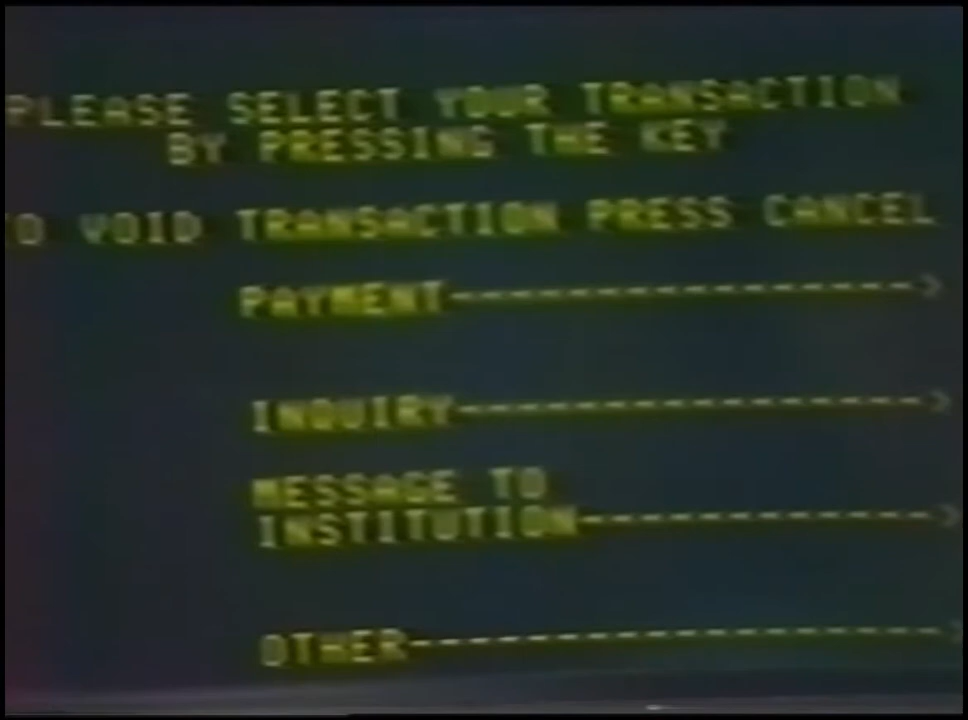 PLEASE SELECT YOUR TRANSACTION
BY PRESSING THE KEY
O VOID TRANSACTION PRESS CANCEL
PAYMENT-------------------->
INQUIRY-------------------->
MESSAGE TO
INSTITUTION---------------->
OTHER---------------------->